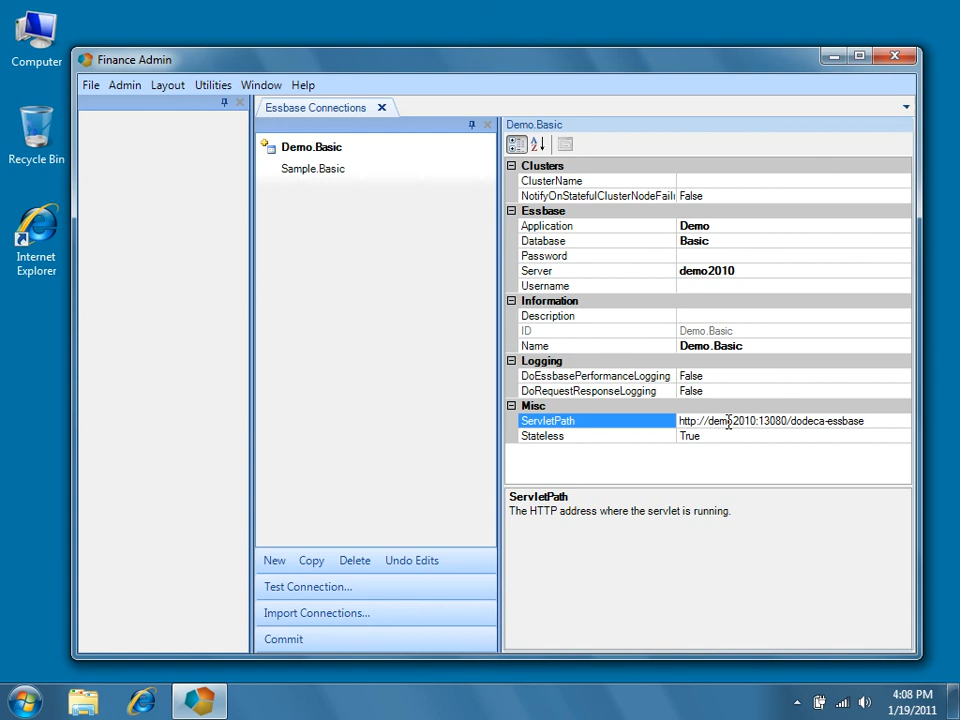 Computer
Recycle Bin
Internet
Explorer
Finance Admin
File Admin Layout Utilities Window Help
Essbase Connections
Demo.Basic
Sample.Basic
New Copy Delete Undo Edits
Test Connection...
Import Connections...
Commit
Demo.Basic
Clusters
ClusterName
NotifyOnStatefulClusterNodeFail False
Essbase
Application Demo
Database Basic
Password
Server demo2010
Username
Information
Description
ID Demo.Basic
Name Demo.Basic
Logging
DoEssbasePerformanceLogging False
DoRequestResponseLogging False
Misc
ServletPath http://demo2010:13080/dodeca-essbase
Stateless True
ServletPath
The HTTP address where the servlet is running.
4:08 PM
1/19/2011